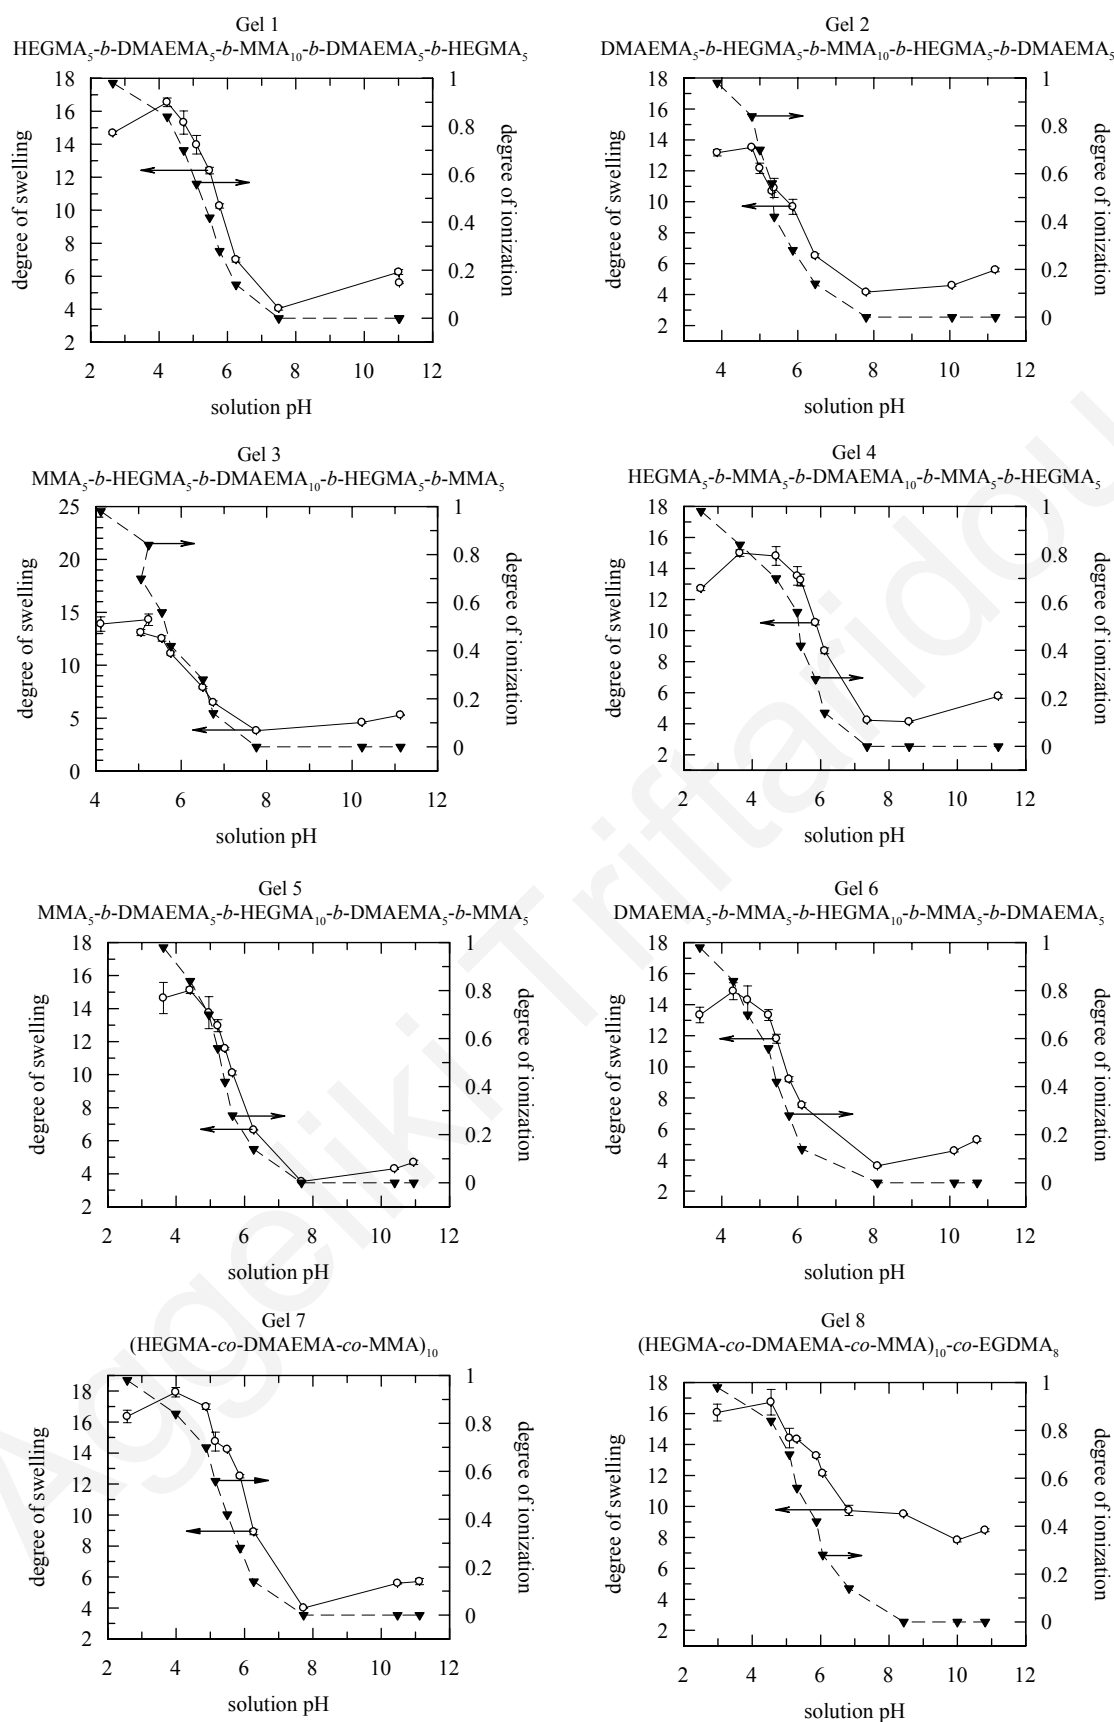 Gel 1
HEGMA₅-b-DMAEMA₅-b-MMA₁₀-b-DMAEMA₅-b-HEGMA₅
18
16
14
12
10
8
6
4
2
degree of swelling
1
0.8
0.6
0.4
0.2
0
degree of ionization
2 4 6 8 10 12
solution pH
Gel 2
DMAEMA₅-b-HEGMA₅-b-MMA₁₀-b-HEGMA₅-b-DMAEMA₅
18
16
14
12
10
8
6
4
2
degree of swelling
1
0.8
0.6
0.4
0.2
0
degree of ionization
2 4 6 8 10 12
solution pH
Gel 3
MMA₅-b-HEGMA₅-b-DMAEMA₁₀-b-HEGMA₅-b-MMA₅
25
20
15
10
5
0
degree of swelling
1
0.8
0.6
0.4
0.2
0
degree of ionization
4 6 8 10 12
solution pH
Gel 4
HEGMA₅-b-MMA₅-b-DMAEMA₁₀-b-MMA₅-b-HEGMA₅
18
16
14
12
10
8
6
4
2
degree of swelling
1
0.8
0.6
0.4
0.2
0
degree of ionization
2 4 6 8 10 12
solution pH
Gel 5
MMA₅-b-DMAEMA₅-b-HEGMA₁₀-b-DMAEMA₅-b-MMA₅
18
16
14
12
10
8
6
4
2
degree of swelling
1
0.8
0.6
0.4
0.2
0
degree of ionization
2 4 6 8 10 12
solution pH
Gel 6
DMAEMA₅-b-MMA₅-b-HEGMA₁₀-b-MMA₅-b-DMAEMA₅
18
16
14
12
10
8
6
4
2
degree of swelling
1
0.8
0.6
0.4
0.2
0
degree of ionization
2 4 6 8 10 12
solution pH
Gel 7
(HEGMA-co-DMAEMA-co-MMA)₁₀
18
16
14
12
10
8
6
4
2
degree of swelling
1
0.8
0.6
0.4
0.2
0
degree of ionization
2 4 6 8 10 12
solution pH
Gel 8
(HEGMA-co-DMAEMA-co-MMA)₁₀-co-EGDMA₈
18
16
14
12
10
8
6
4
2
degree of swelling
1
0.8
0.6
0.4
0.2
0
degree of ionization
2 4 6 8 10 12
solution pH
Aggeliki Triftaridou